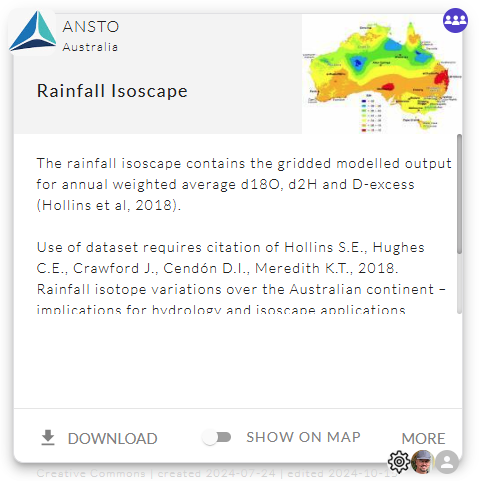 ANSTO
Australia
Rainfall Isoscape
The rainfall isoscape contains the gridded modelled output
for annual weighted average d18O, d2H and D-excess
(Hollins et al, 2018).
Use of dataset requires citation of Hollins S.E., Hughes
C.E., Crawford J., Cendón D.I., Meredith K.T., 2018.
Rainfall isotope variations over the Australian continent –
implications for hydrology and isoscape applications
DOWNLOAD
SHOW ON MAP
MORE
Creative Commons | created 2024-07-24 | edited 2024-10-